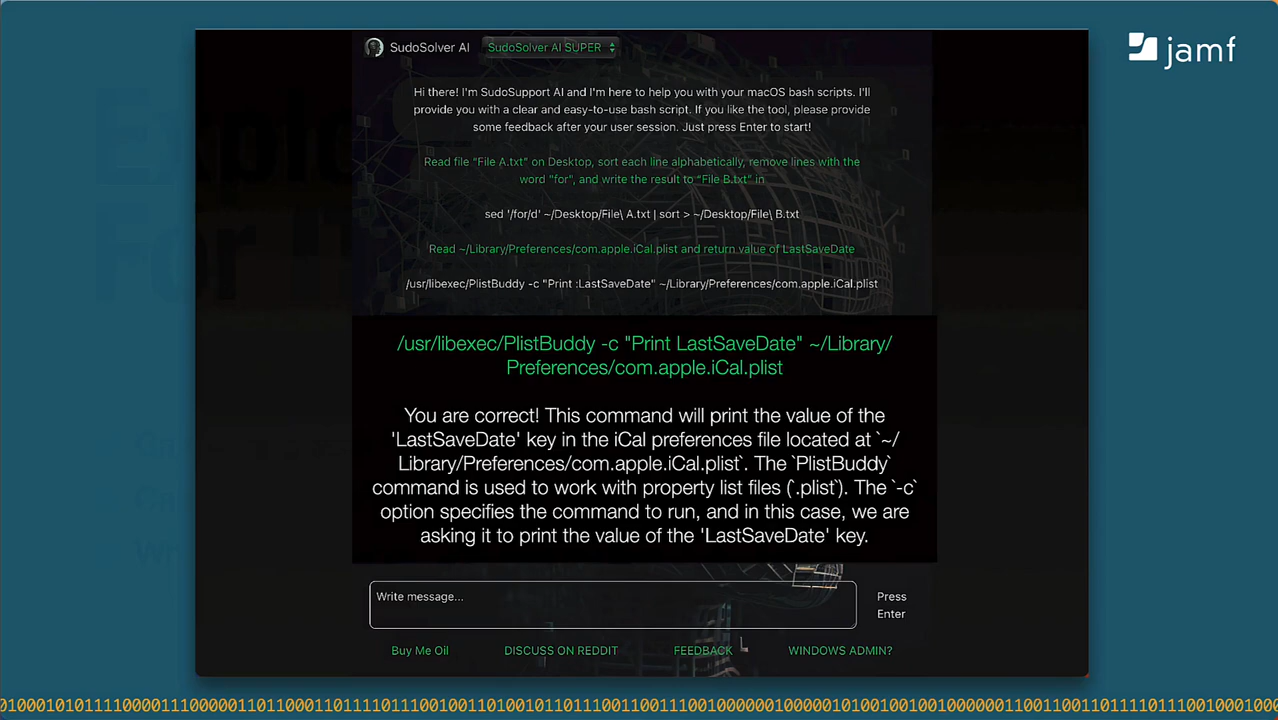 jamf
SudoSolver AI
SudoSolver AI SUPER
Hi there! I'm SudoSupport AI and I'm here to help you with your macOS bash scripts. I'll
provide you with a clear and easy-to-use bash script. If you like the tool, please provide
some feedback after your user session. Just press Enter to start!
Read file "File A.txt" on Desktop, sort each line alphabetically, remove lines with the
word "for", and write the result to "File B.txt" in
sed '/for/d' ~/Desktop/File\ A.txt | sort > ~/Desktop/File\ B.txt
Read ~/Library/Preferences/com.apple.iCal.plist and return value of LastSaveDate
/usr/libexec/PlistBuddy -c "Print :LastSaveDate" ~/Library/Preferences/com.apple.iCal.plist
/usr/libexec/PlistBuddy -c "Print LastSaveDate" ~/Library/
Preferences/com.apple.iCal.plist
You are correct! This command will print the value of the
'LastSaveDate' key in the iCal preferences file located at `~/
Library/Preferences/com.apple.iCal.plist`. The `PlistBuddy`
command is used to work with property list files (`.plist`). The `-c`
option specifies the command to run, and in this case, we are
asking it to print the value of the 'LastSaveDate' key.
Write message...
Press
Enter
Buy Me Oil
DISCUSS ON REDDIT
FEEDBACK
WINDOWS ADMIN?